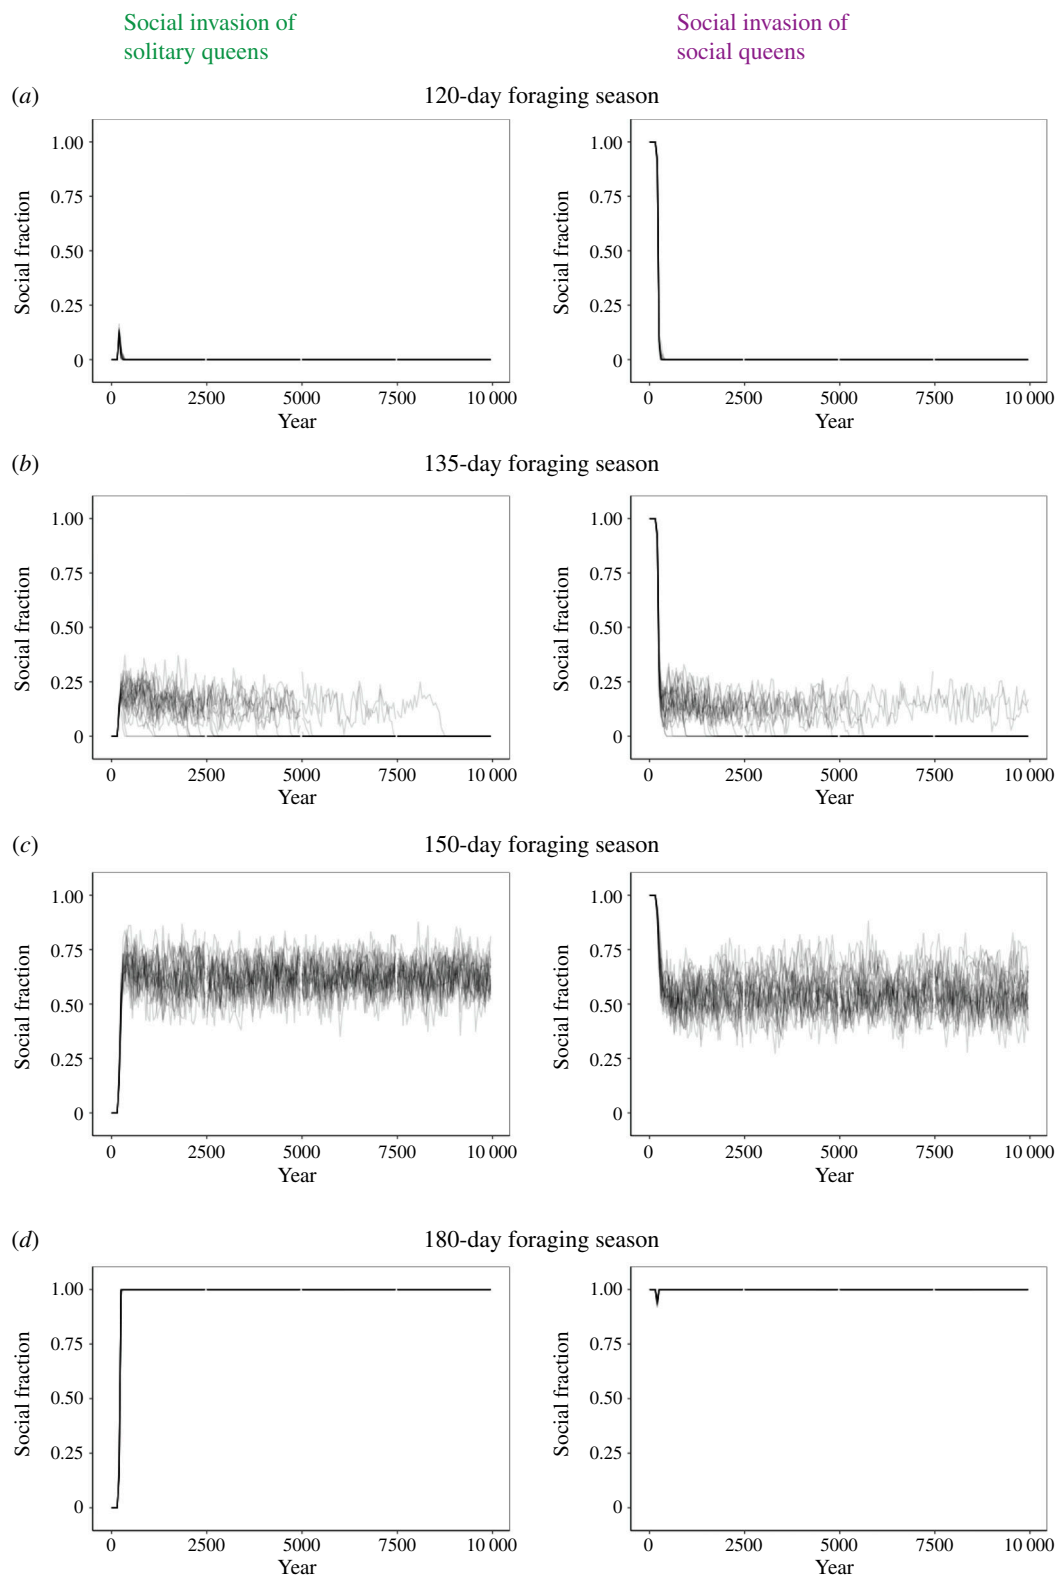 Social invasion of
solitary queens
Social invasion of
social queens
(a)
120-day foraging season
1.00
0.75
0.50
0.25
0
Social fraction
0 2500 5000 7500 10 000
Year
1.00
0.75
0.50
0.25
0
Social fraction
0 2500 5000 7500 10 000
Year
(b)
135-day foraging season
1.00
0.75
0.50
0.25
0
Social fraction
0 2500 5000 7500 10 000
Year
1.00
0.75
0.50
0.25
0
Social fraction
0 2500 5000 7500 10 000
Year
(c)
150-day foraging season
1.00
0.75
0.50
0.25
0
Social fraction
0 2500 5000 7500 10 000
Year
1.00
0.75
0.50
0.25
0
Social fraction
0 2500 5000 7500 10 000
Year
(d)
180-day foraging season
1.00
0.75
0.50
0.25
0
Social fraction
0 2500 5000 7500 10 000
Year
1.00
0.75
0.50
0.25
0
Social fraction
0 2500 5000 7500 10 000
Year